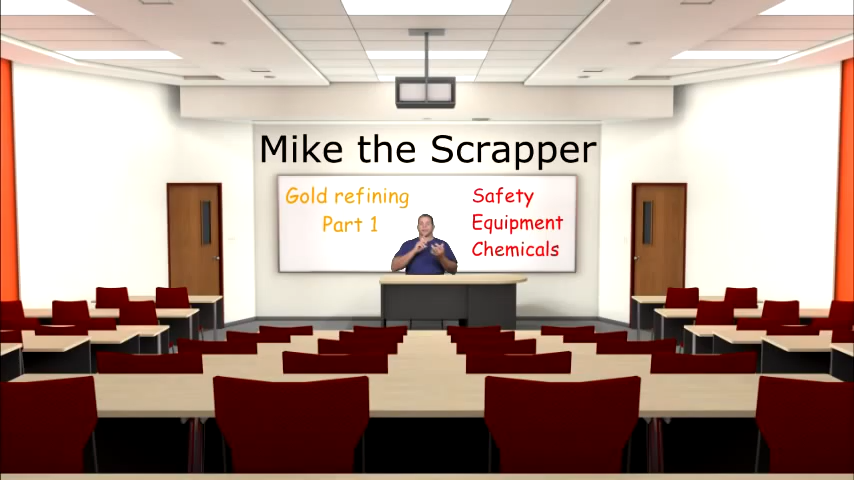 Mike the Scrapper
Gold refining
Part 1
Safety
Equipment
Chemicals